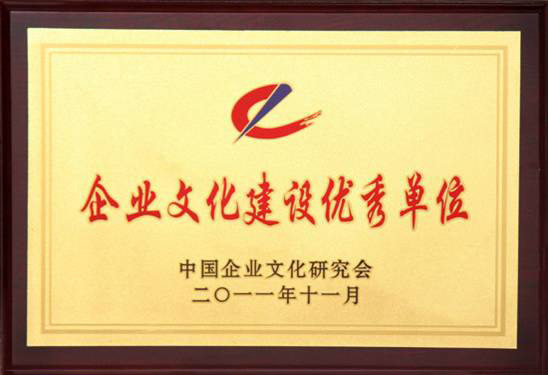 企业文化建设优秀单位
中国企业文化研究会
二〇一一年十一月